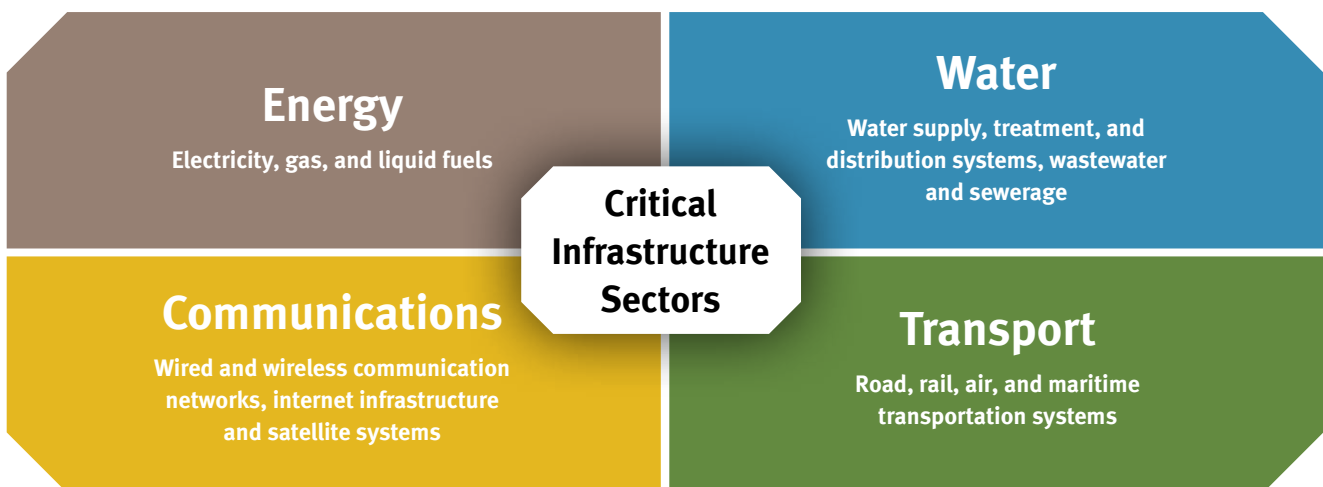 Energy
Electricity, gas, and liquid fuels
Water
Water supply, treatment, and
distribution systems, wastewater
and sewerage
Critical
Infrastructure
Sectors
Communications
Wired and wireless communication
networks, internet infrastructure
and satellite systems
Transport
Road, rail, air, and maritime
transportation systems